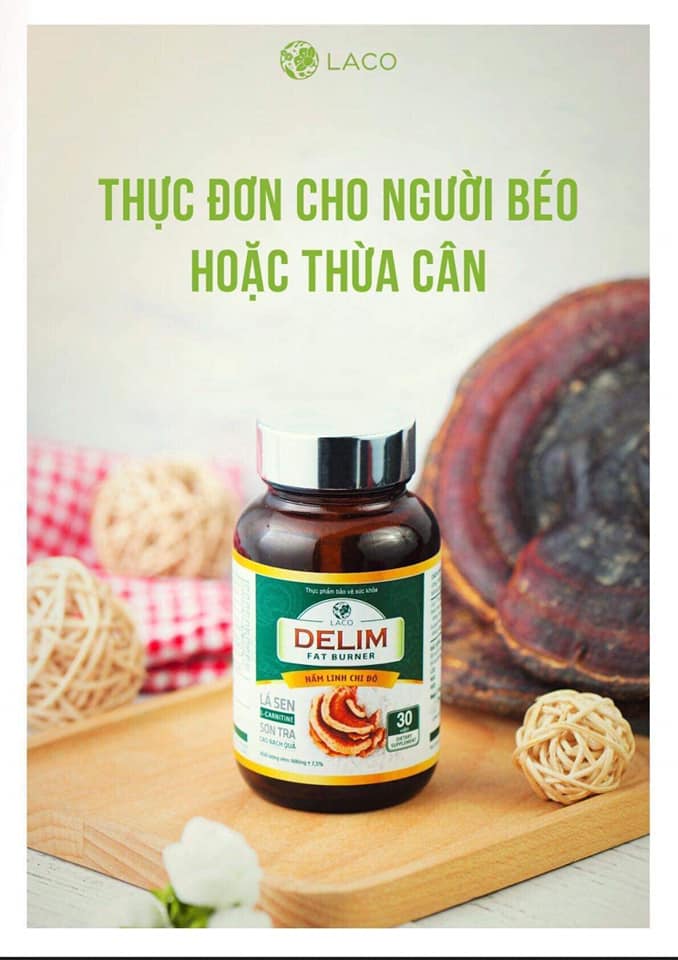 LACO
THỰC ĐƠN CHO NGƯỜI BÉO
HOẶC THỪA CÂN
Thực phẩm bảo vệ sức khỏe
LACO
DELIM
FAT BURNER
NẤM LINH CHI ĐỎ
LÁ SEN
L-CARNITINE
SƠN TRA
CAO BẠCH QUẢ
30
DIETARY
SUPPLEMENT